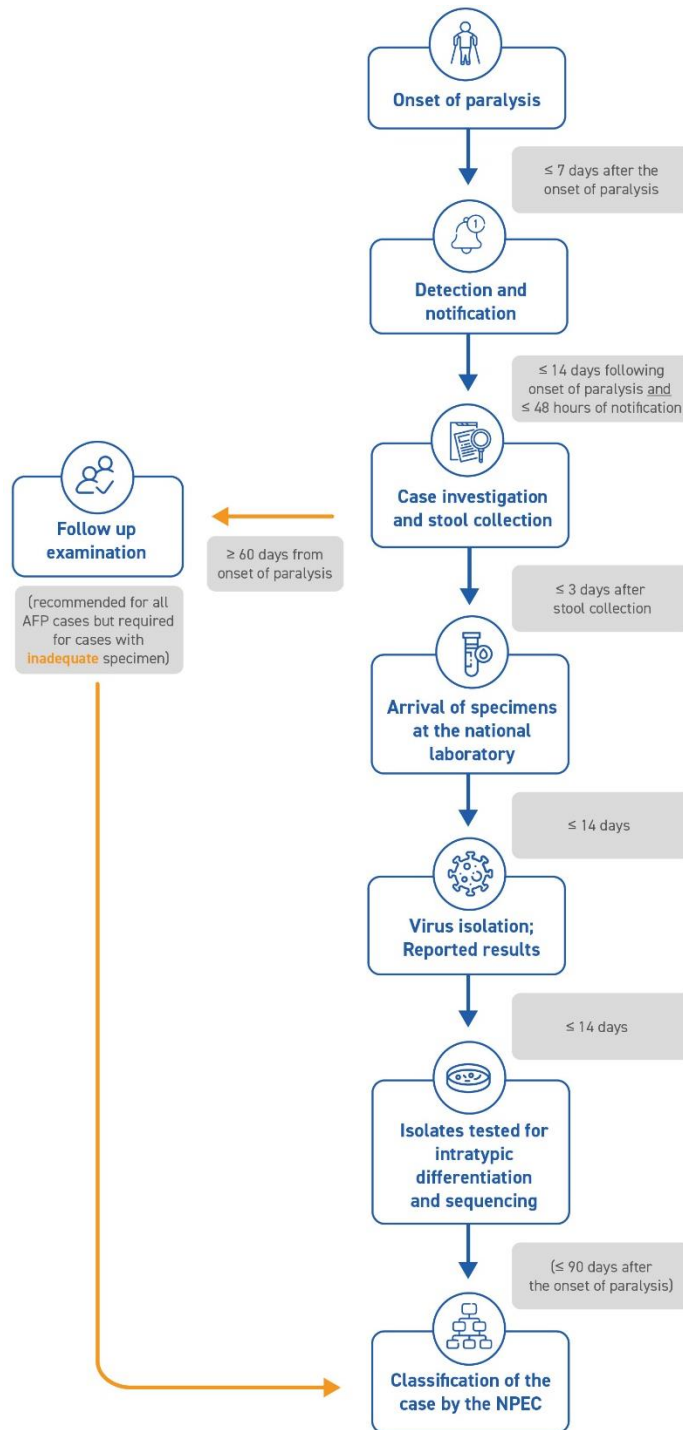 Onset of paralysis
≤ 7 days after the
onset of paralysis
1
Detection and
notification
≤ 14 days following
onset of paralysis and
≤ 48 hours of notification
Case investigation
and stool collection
Follow up
examination
≥ 60 days from
onset of paralysis
(recommended for all
AFP cases but required
for cases with
inadequate specimen)
≤ 3 days after
stool collection
Arrival of specimens
at the national
laboratory
≤ 14 days
Virus isolation;
Reported results
≤ 14 days
Isolates tested for
intratypic
differentiation
and sequencing
(≤ 90 days after
the onset of paralysis)
Classification of the
case by the NPEC